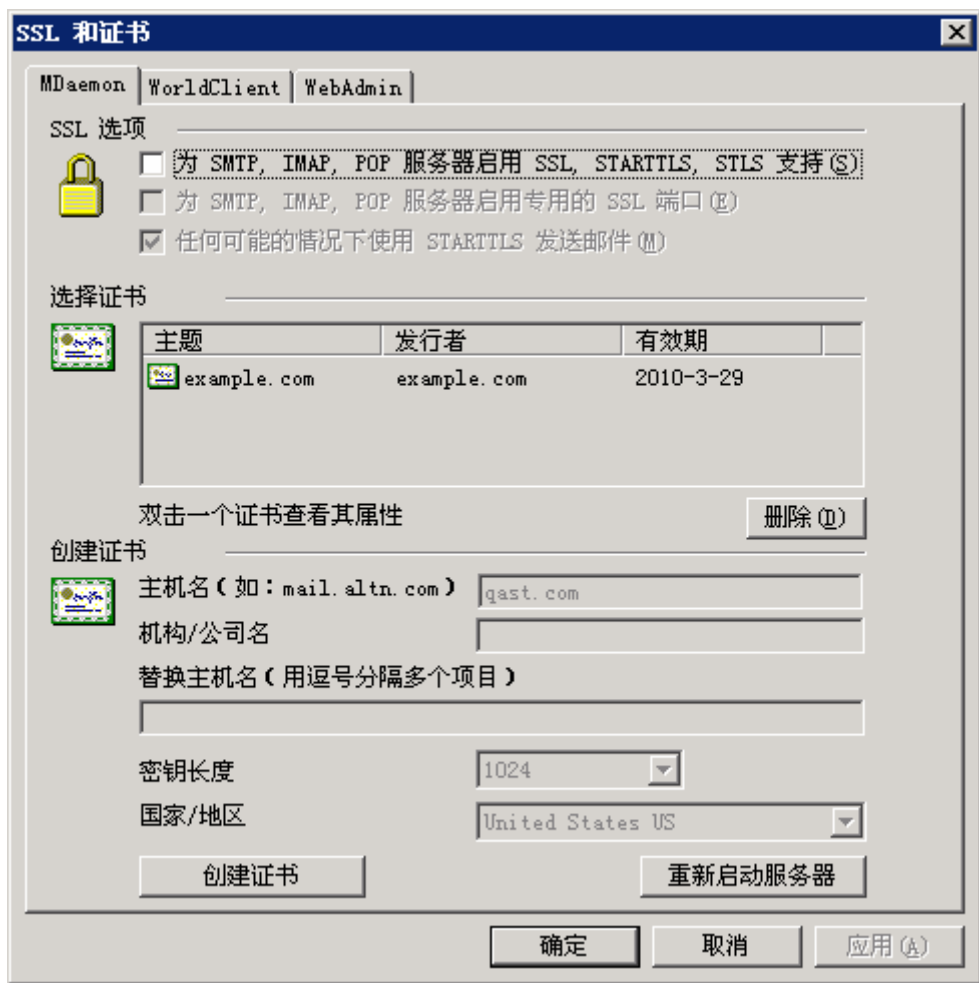 SSL 和证书
MDaemon WorldClient WebAdmin
SSL 选项
为 SMTP, IMAP, POP 服务器启用 SSL, STARTTLS, STLS 支持(S)
为 SMTP, IMAP, POP 服务器启用专用的 SSL 端口(E)
任何可能的情况下使用 STARTTLS 发送邮件(M)
选择证书
主题 发行者 有效期
example.com example.com 2010-3-29
双击一个证书查看其属性 删除(D)
创建证书
主机名(如:mail.altn.com) qast.com
机构/公司名
替换主机名(用逗号分隔多个项目)
密钥长度 1024
国家/地区 United States US
创建证书 重新启动服务器
确定 取消 应用(A)